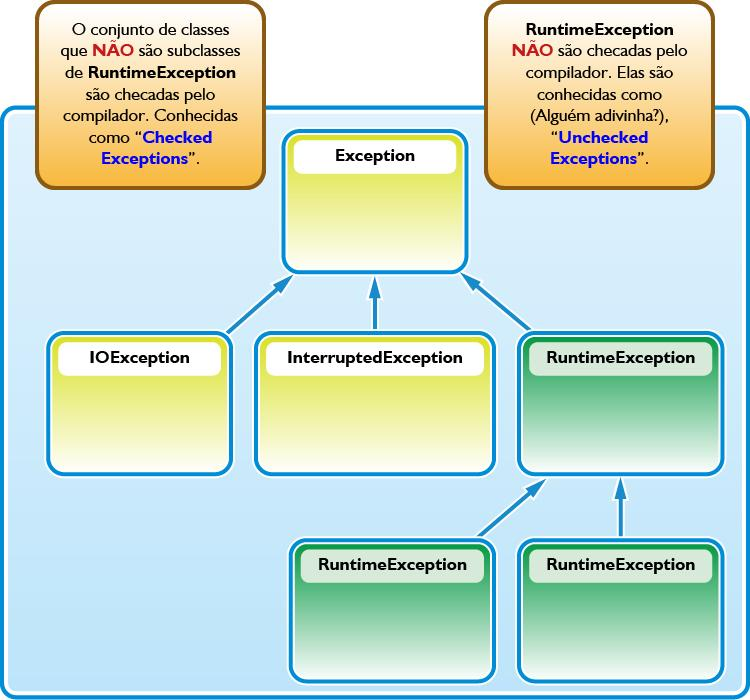 O conjunto de classes
que NÃO são subclasses
de RuntimeException
são checadas pelo
compilador. Conhecidas
como “Checked
Exceptions”.
RuntimeException
NÃO são checadas pelo
compilador. Elas são
conhecidas como
(Alguém adivinha?),
“Unchecked
Exceptions”.
Exception
IOException
InterruptedException
RuntimeException
RuntimeException
RuntimeException